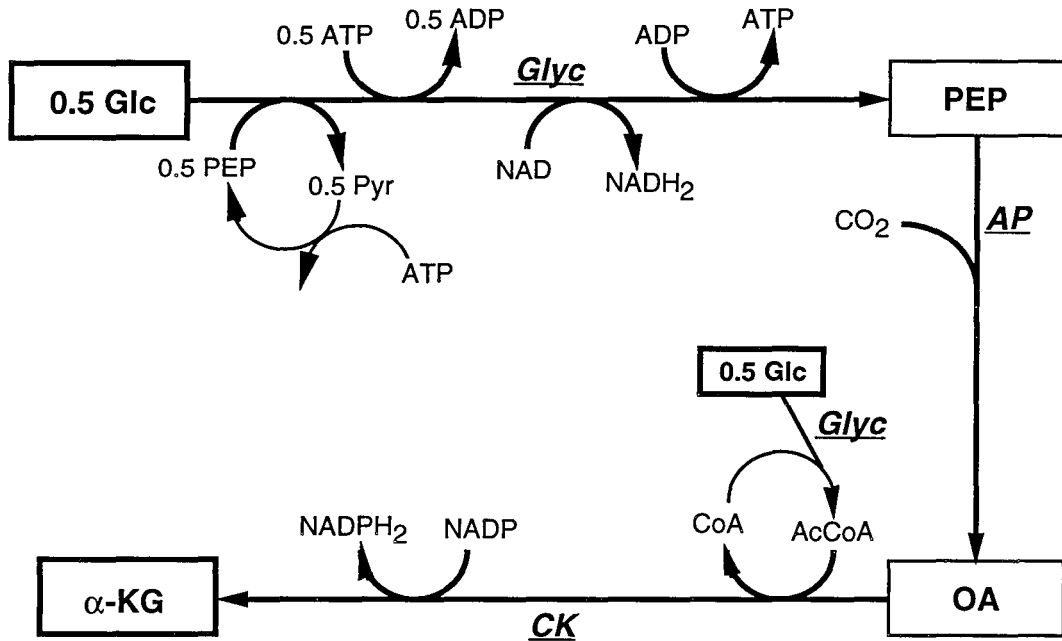 0.5 ATP
0.5 ADP
ADP
ATP
Glyc
0.5 Glc
PEP
0.5 PEP
0.5 Pyr
NAD
NADH2
ATP
CO2
AP
0.5 Glc
Glyc
NADPH2
NADP
CoA
AcCoA
α-KG
OA
CK